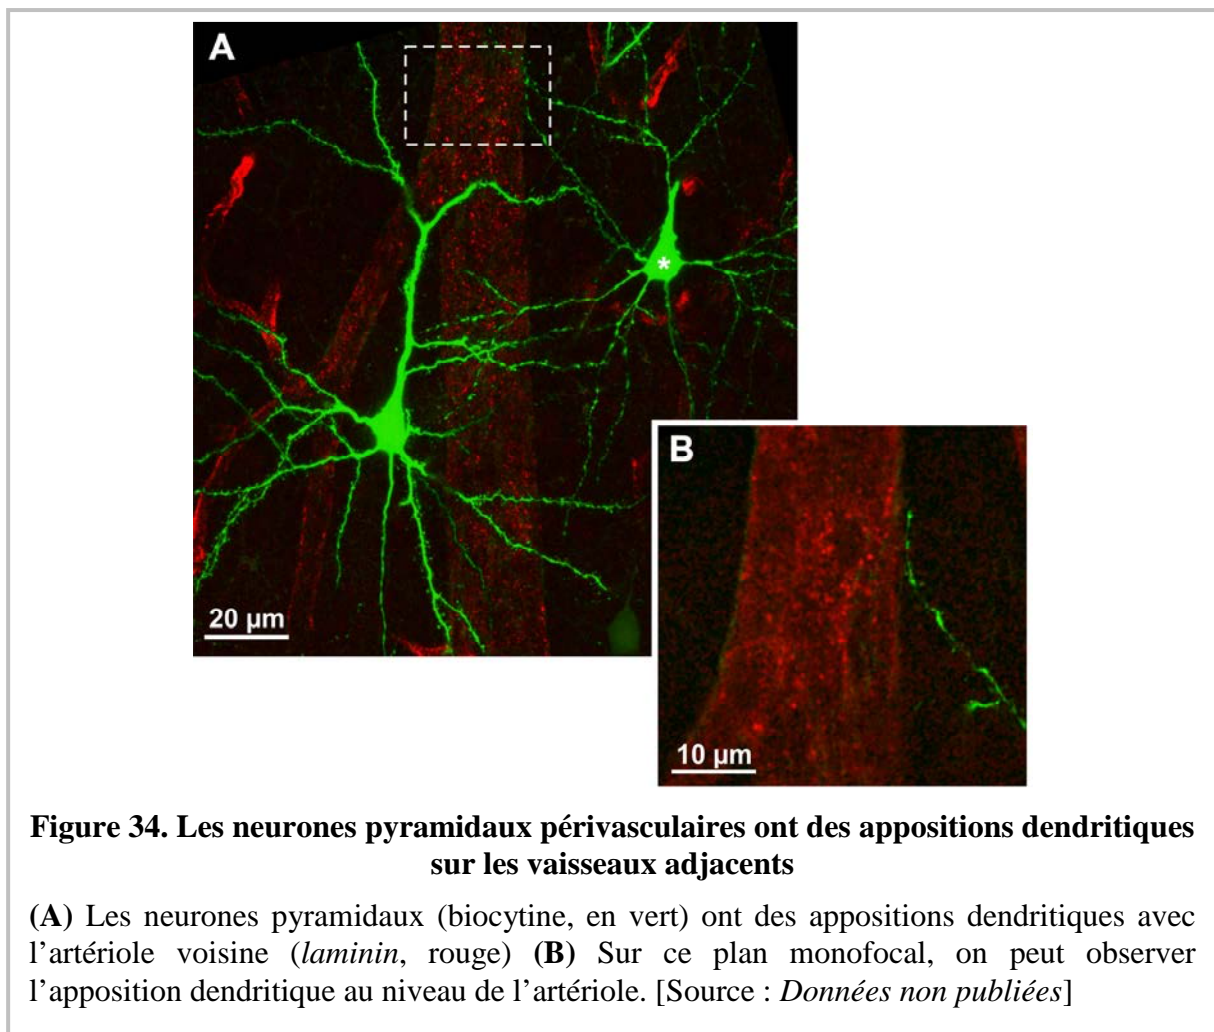 A
*
20 µm
B
10 µm
Figure 34. Les neurones pyramidaux périvasculaires ont des appositions dendritiques
sur les vaisseaux adjacents
(A) Les neurones pyramidaux (biocytine, en vert) ont des appositions dendritiques avec
l’artériole voisine (laminin, rouge) (B) Sur ce plan monofocal, on peut observer
l’apposition dendritique au niveau de l’artériole. [Source : Données non publiées]